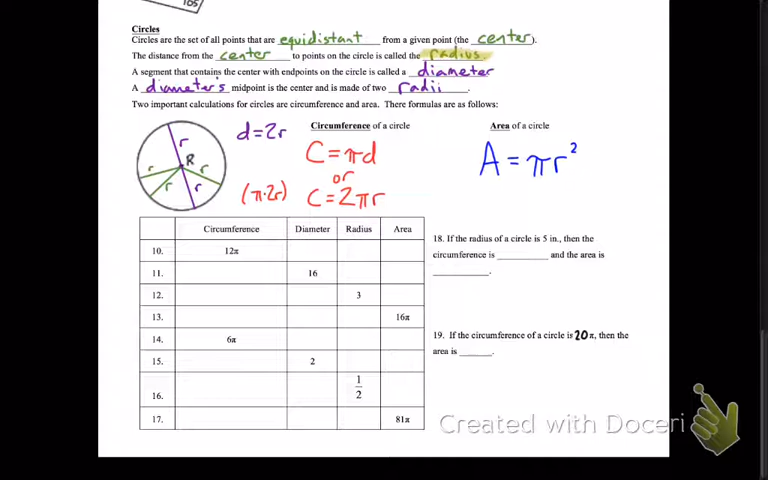 105
Circles
Circles are the set of all points that are equidistant from a given point (the center).
The distance from the center to points on the circle is called the radius.
A segment that contains the center with endpoints on the circle is called a diameter
A diameter's midpoint is the center and is made of two radii.
Two important calculations for circles are circumference and area. There formulas are as follows:
d=2r Circumference of a circle Area of a circle
r R r r r r
C=πd A=πr²
or
(π·2r) C=2πr
Circumference Diameter Radius Area
10. 12π
11. 16
12. 3
13. 16π
14. 6π
15. 2
16. 1/2
17. 81π
18. If the radius of a circle is 5 in., then the
circumference is __________ and the area is
__________.
19. If the circumference of a circle is 20π, then the
area is ______.
Created with Doceri